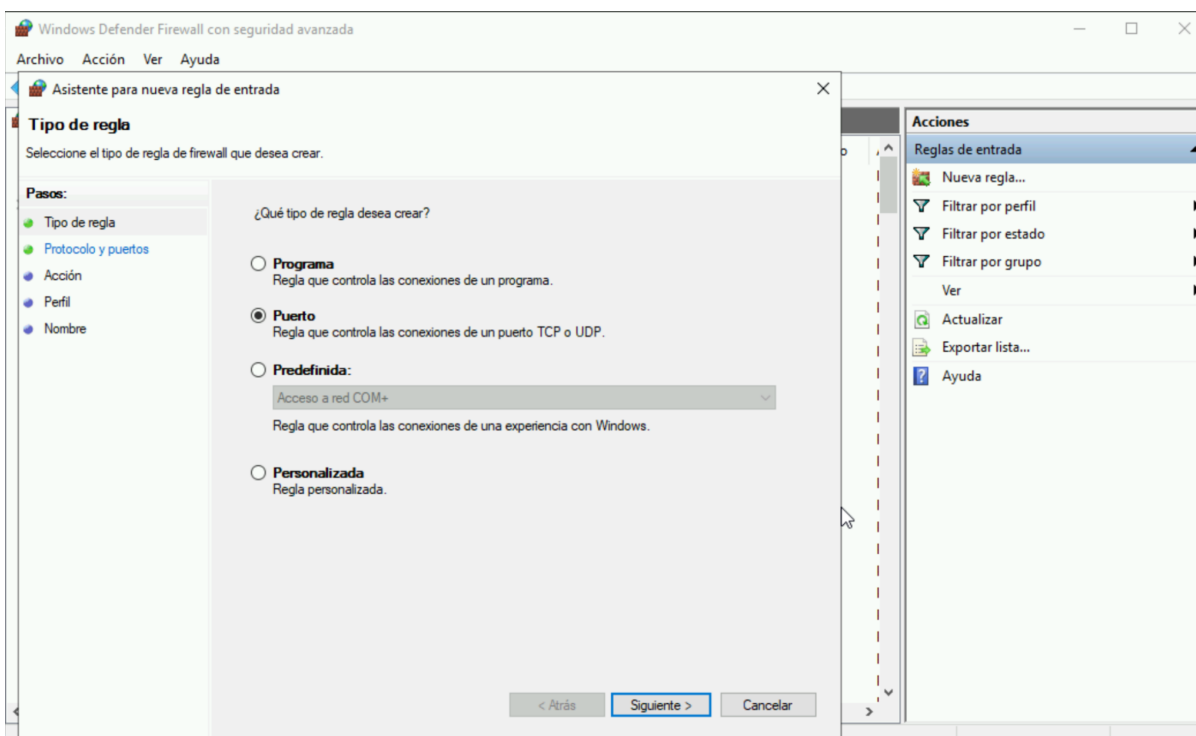 Windows Defender Firewall con seguridad avanzada
Archivo Acción Ver Ayuda
Asistente para nueva regla de entrada
Tipo de regla
Seleccione el tipo de regla de firewall que desea crear.
Pasos:
Tipo de regla
Protocolo y puertos
Acción
Perfil
Nombre
¿Qué tipo de regla desea crear?
Programa
Regla que controla las conexiones de un programa.
Puerto
Regla que controla las conexiones de un puerto TCP o UDP.
Predefinida:
Acceso a red COM+
Regla que controla las conexiones de una experiencia con Windows.
Personalizada
Regla personalizada.
< Atrás Siguiente > Cancelar
Acciones
Reglas de entrada
Nueva regla...
Filtrar por perfil
Filtrar por estado
Filtrar por grupo
Ver
Actualizar
Exportar lista...
Ayuda